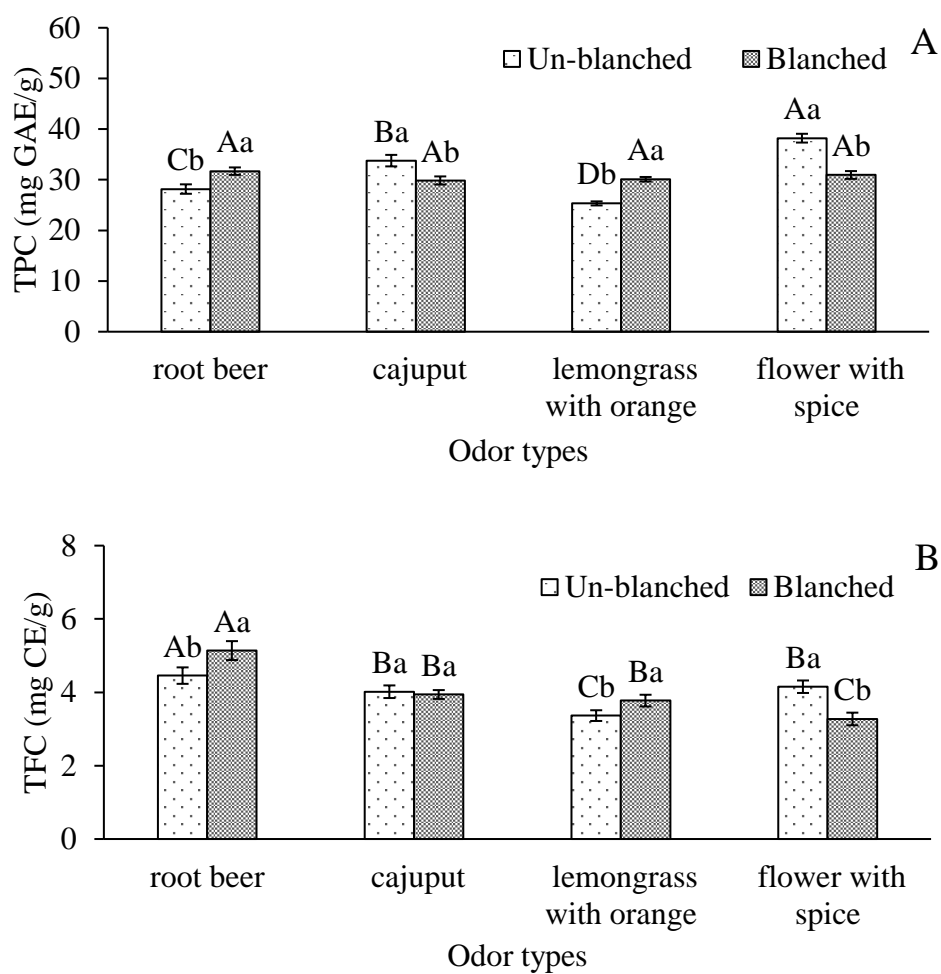 A
Un-blanched Blanched
TPC (mg GAE/g)
60
50
40
30
20
10
0
Cb Aa Ba Ab Db Aa Aa Ab
root beer cajuput lemongrass with orange flower with spice
Odor types
B
Un-blanched Blanched
TFC (mg CE/g)
8
6
4
2
0
Ab Aa Ba Ba Cb Ba Ba Cb
root beer cajuput lemongrass with orange flower with spice
Odor types